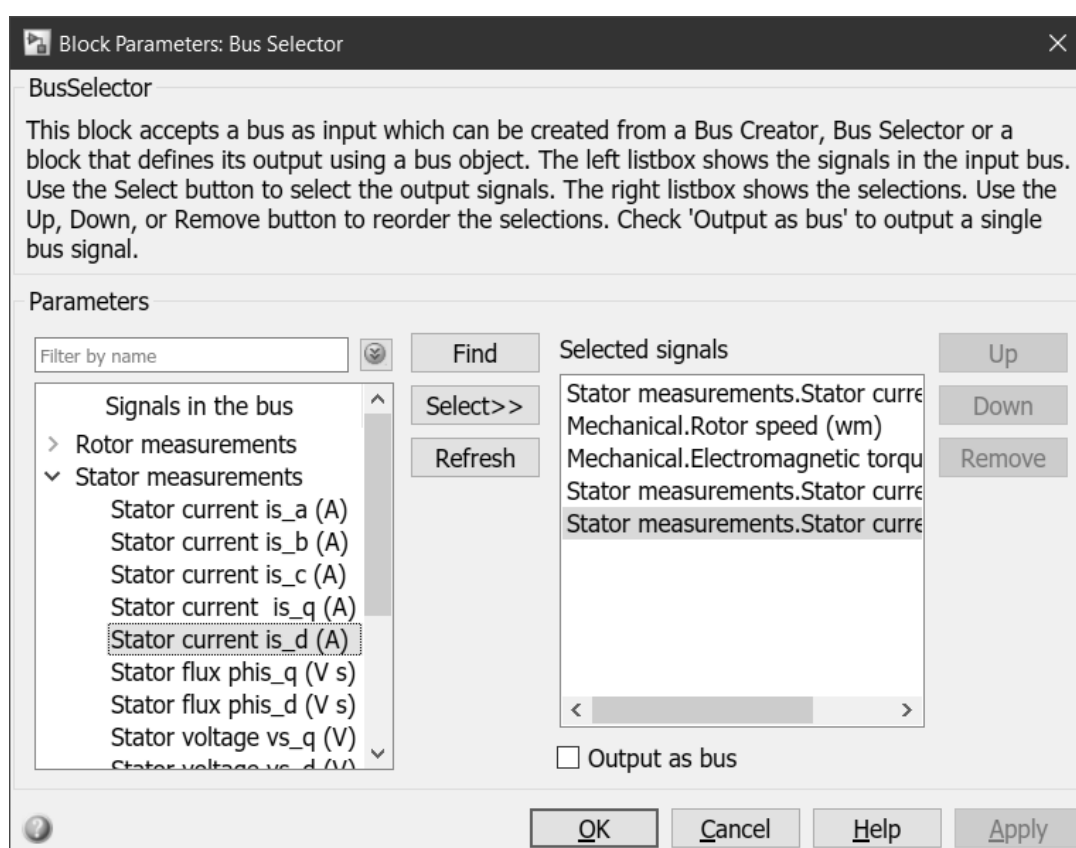 Block Parameters: Bus Selector
BusSelector
This block accepts a bus as input which can be created from a Bus Creator, Bus Selector or a
block that defines its output using a bus object. The left listbox shows the signals in the input bus.
Use the Select button to select the output signals. The right listbox shows the selections. Use the
Up, Down, or Remove button to reorder the selections. Check 'Output as bus' to output a single
bus signal.
Parameters
Filter by name
Find
Select>>
Refresh
Signals in the bus
Rotor measurements
Stator measurements
Stator current is_a (A)
Stator current is_b (A)
Stator current is_c (A)
Stator current  is_q (A)
Stator current is_d (A)
Stator flux phis_q (V s)
Stator flux phis_d (V s)
Stator voltage vs_q (V)
Stator voltage vs_d (V)
Selected signals
Stator measurements.Stator curre
Mechanical.Rotor speed (wm)
Mechanical.Electromagnetic torqu
Stator measurements.Stator curre
Stator measurements.Stator curre
Up
Down
Remove
Output as bus
OK
Cancel
Help
Apply